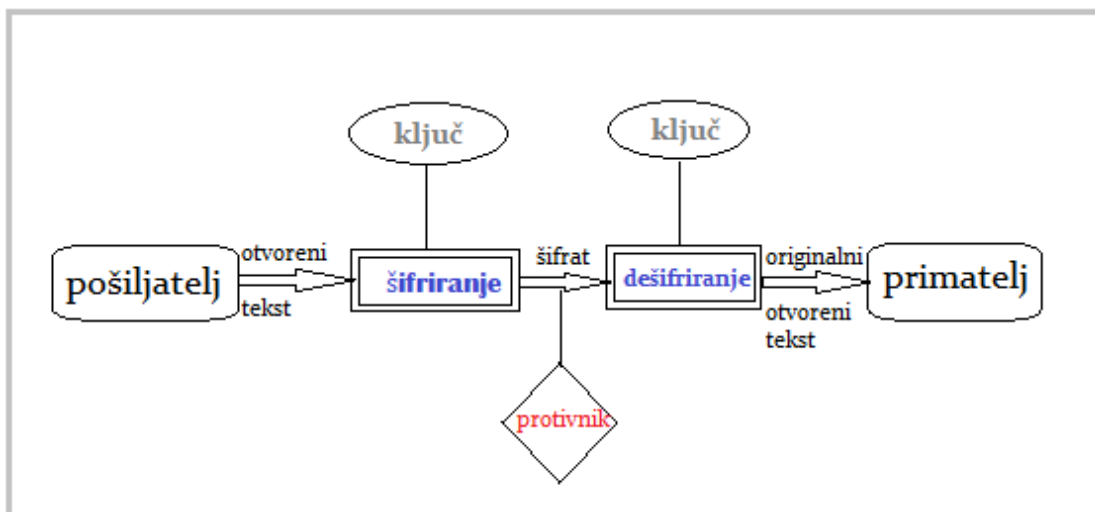 ključ
ključ
pošiljatelj
otvoreni
tekst
šifriranje
šifrat
dešifriranje
originalni
otvoreni
tekst
primatelj
protivnik